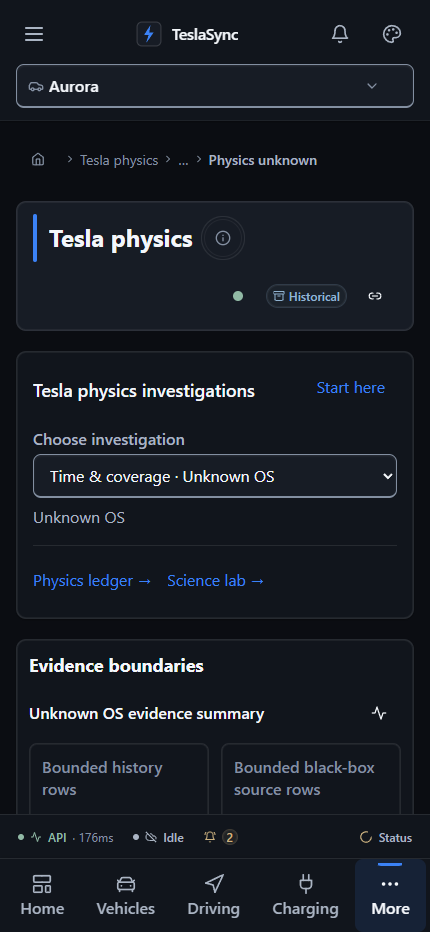 TeslaSync
Aurora
Tesla physics > ... > Physics unknown
Tesla physics
Historical
Tesla physics investigations
Start here
Choose investigation
Time & coverage · Unknown OS
Unknown OS
Physics ledger → Science lab →
Evidence boundaries
Unknown OS evidence summary
Bounded history
rows
Bounded black-box
source rows
API · 176ms
Idle
2
Status
Home
Vehicles
Driving
Charging
More